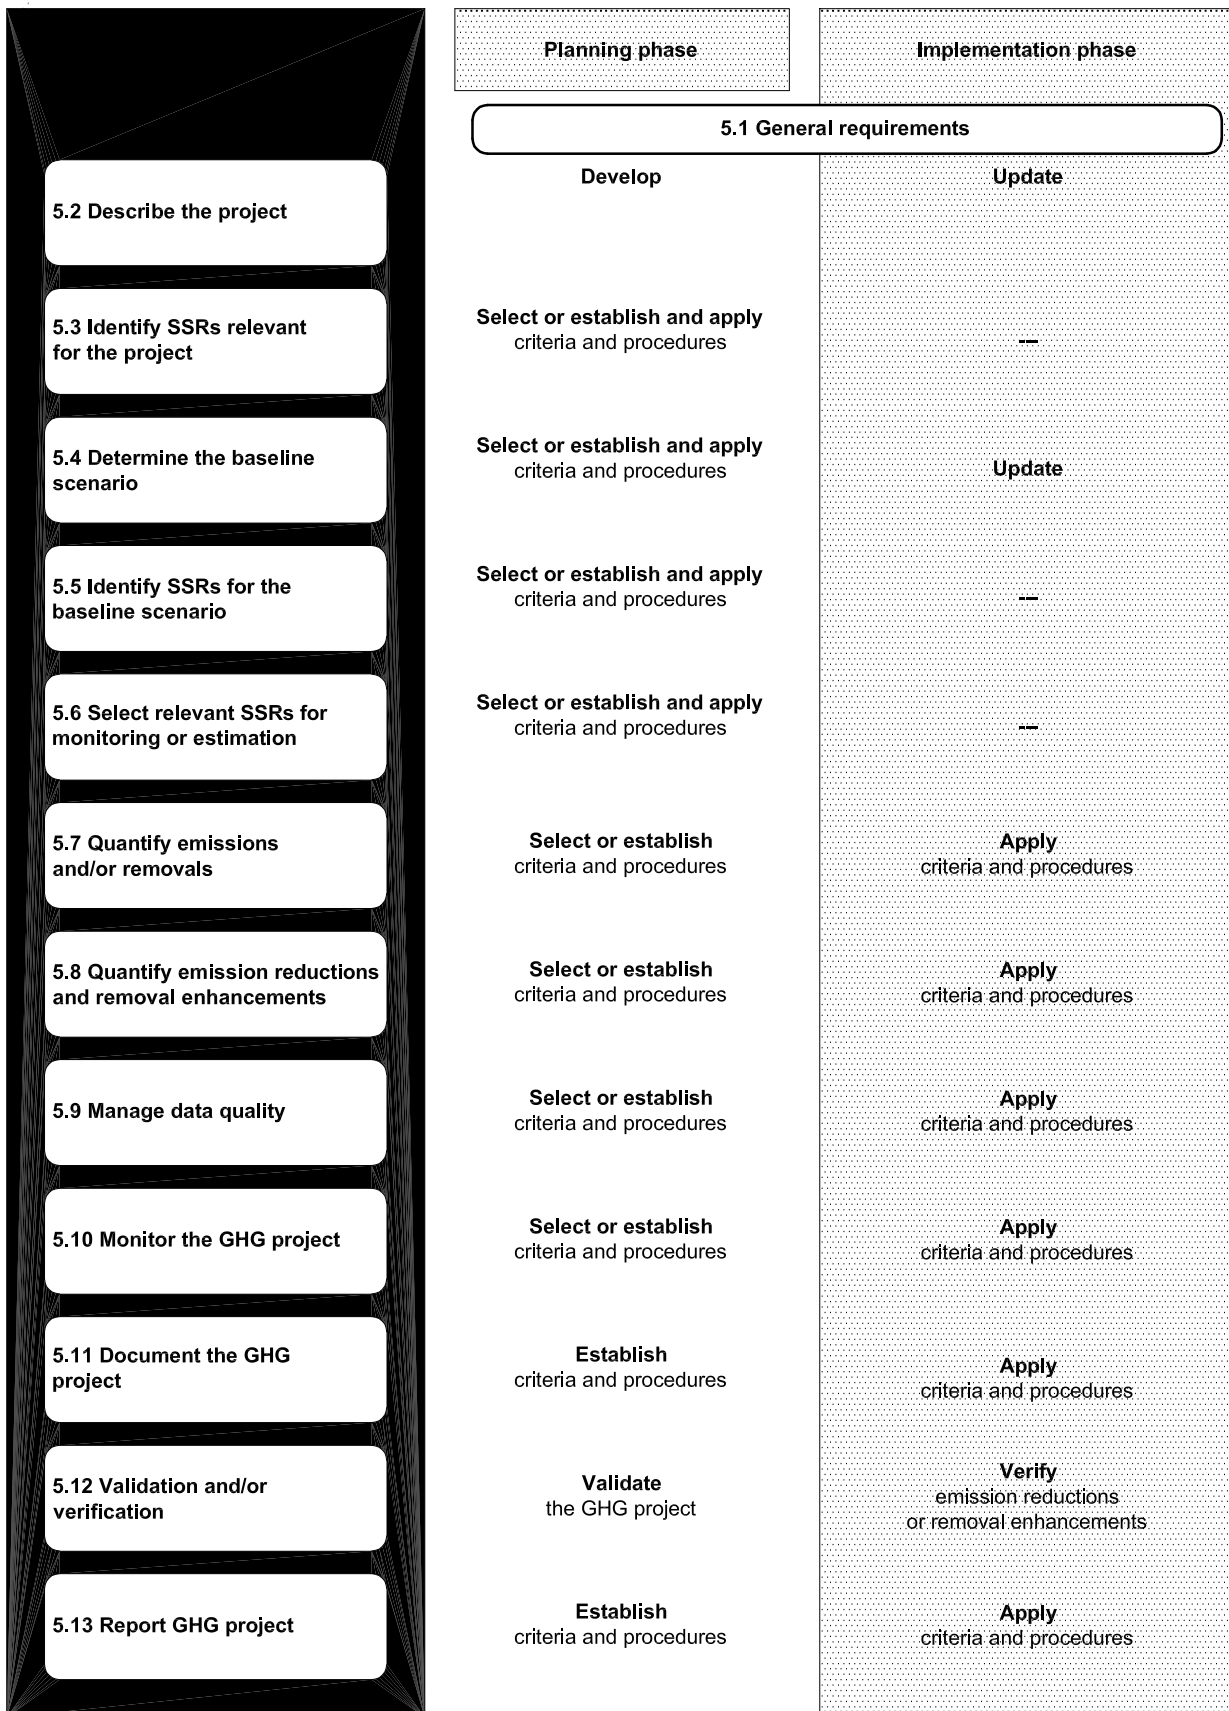 Planning phase
Implementation phase
5.1 General requirements
5.2 Describe the project
Develop
Update
5.3 Identify SSRs relevant
for the project
Select or establish and apply
criteria and procedures
---
5.4 Determine the baseline
scenario
Select or establish and apply
criteria and procedures
Update
5.5 Identify SSRs for the
baseline scenario
Select or establish and apply
criteria and procedures
---
5.6 Select relevant SSRs for
monitoring or estimation
Select or establish and apply
criteria and procedures
---
5.7 Quantify emissions
and/or removals
Select or establish
criteria and procedures
Apply
criteria and procedures
5.8 Quantify emission reductions
and removal enhancements
Select or establish
criteria and procedures
Apply
criteria and procedures
5.9 Manage data quality
Select or establish
criteria and procedures
Apply
criteria and procedures
5.10 Monitor the GHG project
Select or establish
criteria and procedures
Apply
criteria and procedures
5.11 Document the GHG
project
Establish
criteria and procedures
Apply
criteria and procedures
5.12 Validation and/or
verification
Validate
the GHG project
Verify
emission reductions
or removal enhancements
5.13 Report GHG project
Establish
criteria and procedures
Apply
criteria and procedures